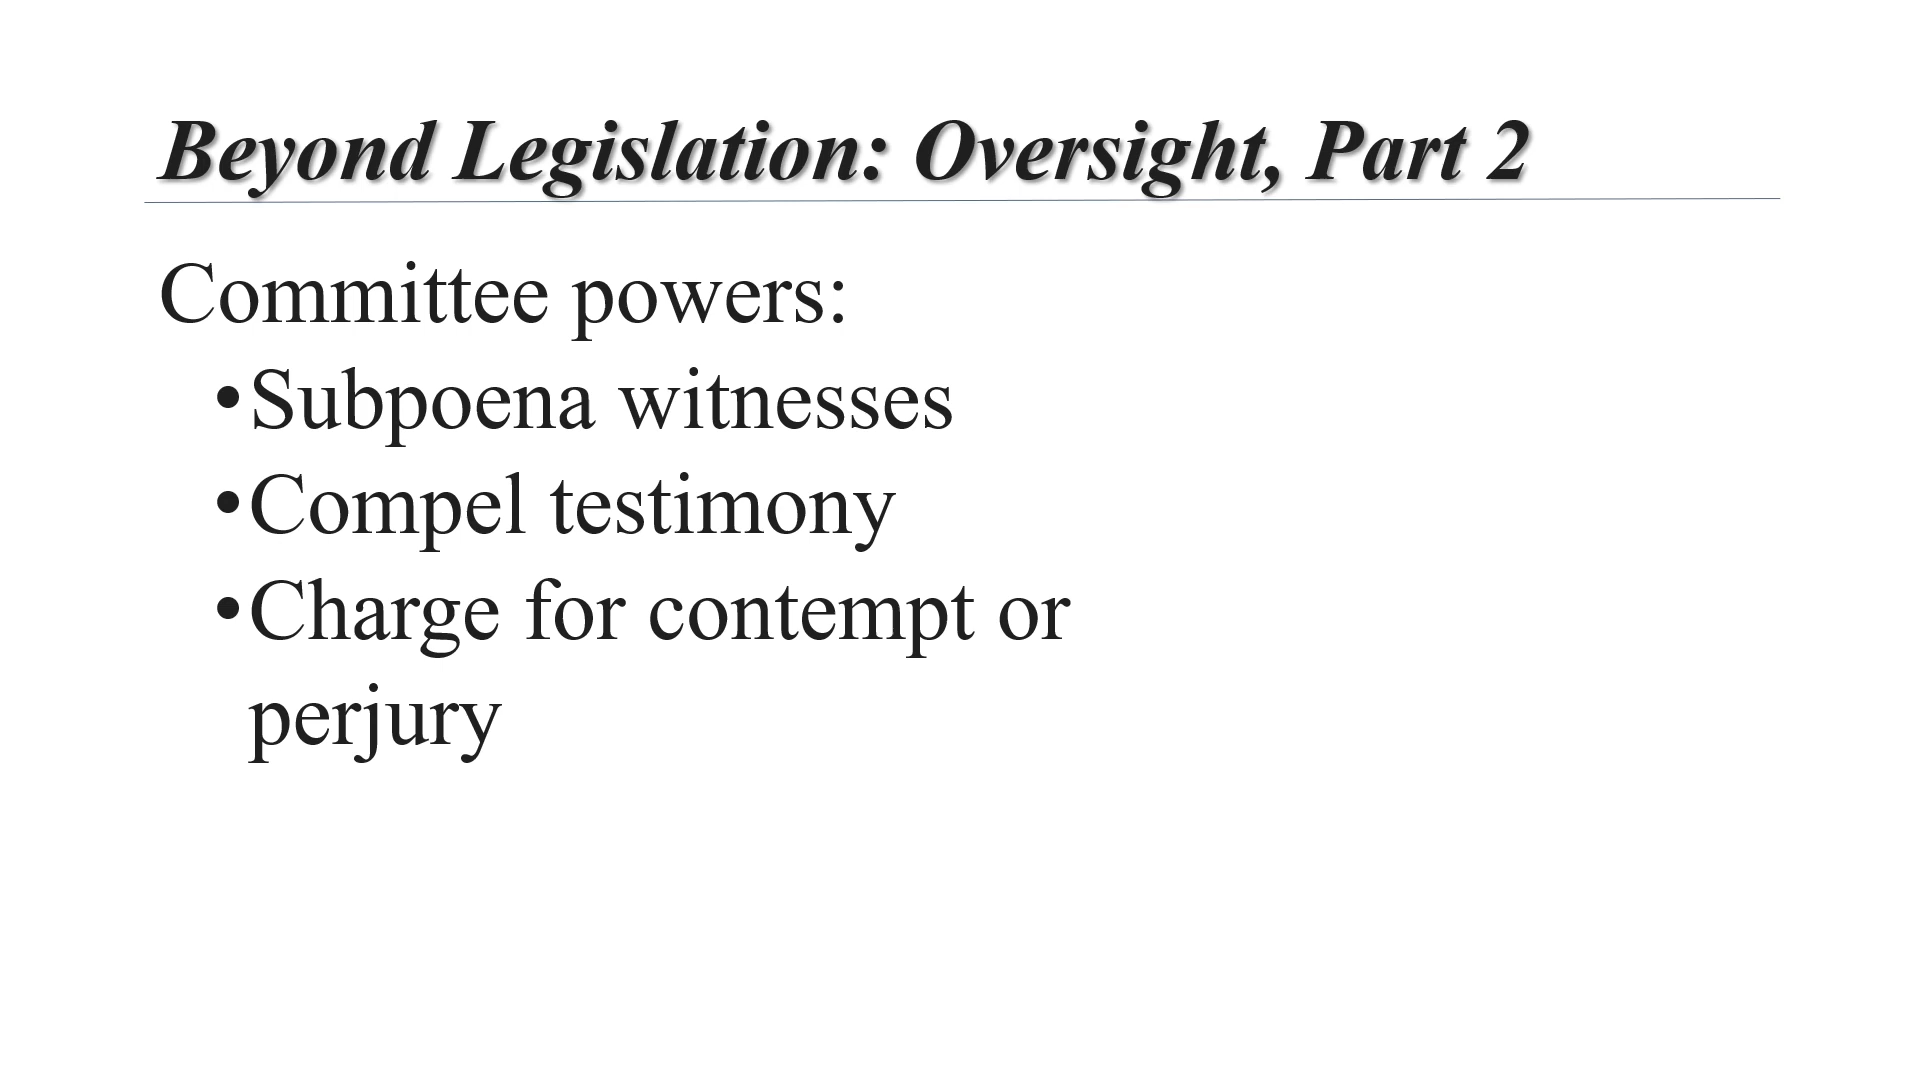 Beyond Legislation: Oversight, Part 2
Committee powers:
•Subpoena witnesses
•Compel testimony
•Charge for contempt or
perjury